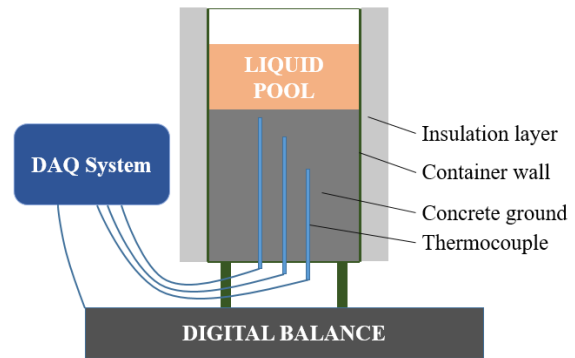 LIQUID
POOL
DAQ System
Insulation layer
Container wall
Concrete ground
Thermocouple
DIGITAL BALANCE